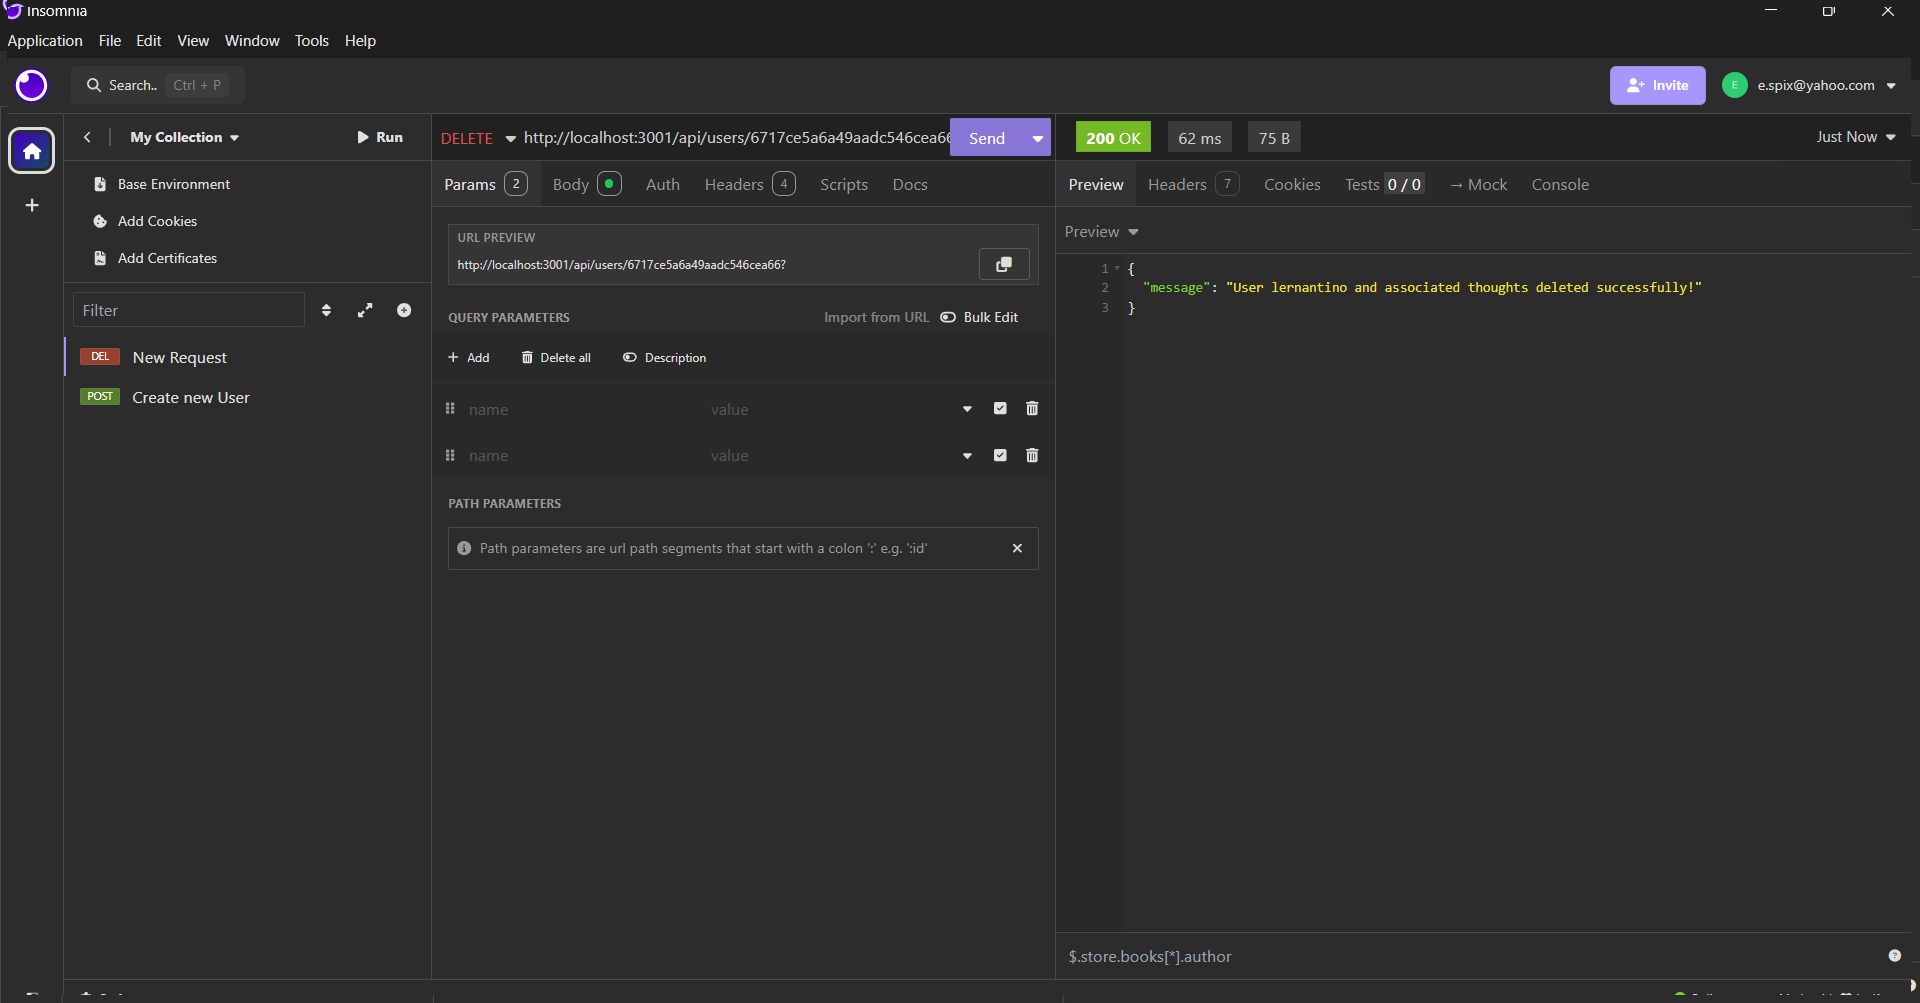 Insomnia
Application File Edit View Window Tools Help
Search.. Ctrl + P
Invite
E
e.spix@yahoo.com
My Collection
Run
Base Environment
Add Cookies
Add Certificates
Filter
DEL New Request
POST Create new User
DELETE http://localhost:3001/api/users/6717ce5a6a49aadc546cea66
Send
Params 2 Body Auth Headers 4 Scripts Docs
URL PREVIEW
http://localhost:3001/api/users/6717ce5a6a49aadc546cea66?
QUERY PARAMETERS Import from URL Bulk Edit
+ Add Delete all Description
name value
name value
PATH PARAMETERS
Path parameters are url path segments that start with a colon ':' e.g. ':id'
200 OK 62 ms 75 B Just Now
Preview Headers 7 Cookies Tests 0 / 0 → Mock Console
Preview
1 {
2 "message": "User lernantino and associated thoughts deleted successfully!"
3 }
$.store.books[*].author